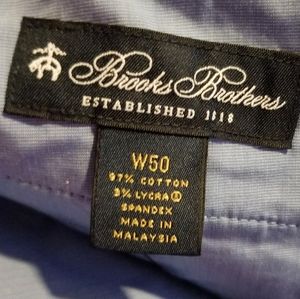 Brooks Brothers
ESTABLISHED 1818
W50
97% COTTON
3% LYCRA®
SPANDEX
MADE IN
MALAYSIA